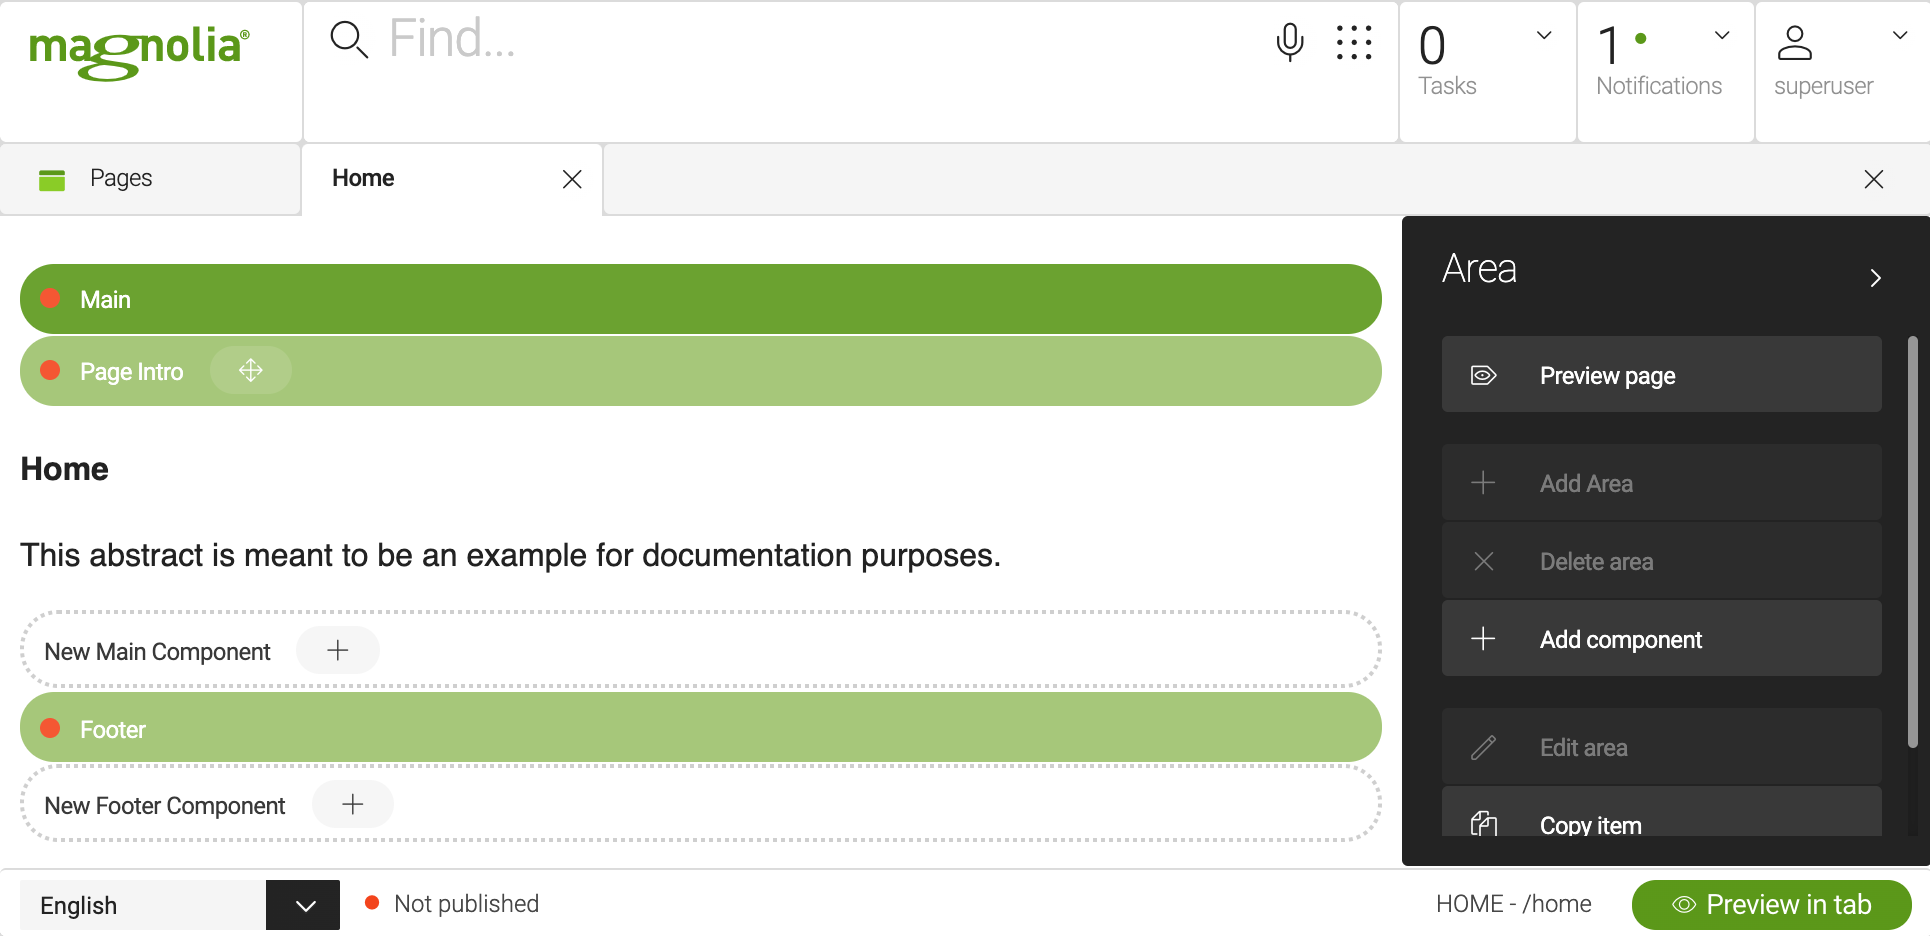 magnolia®
Find...
0
Tasks
1
Notifications
superuser
Pages
Home
Main
Page Intro
Home
This abstract is meant to be an example for documentation purposes.
New Main Component
Footer
New Footer Component
Area
Preview page
Add Area
Delete area
Add component
Edit area
Copy item
English
Not published
HOME - /home
Preview in tab